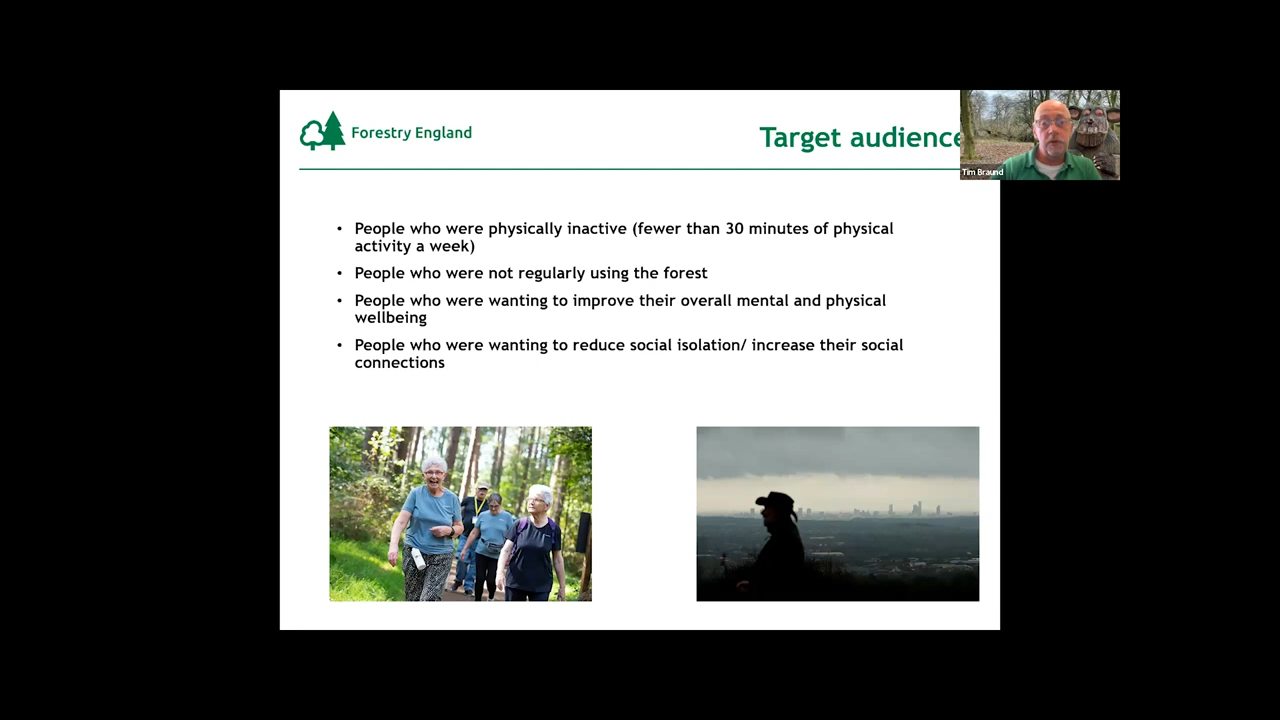 Forestry England
Target audience
Tim Braund
• People who were physically inactive (fewer than 30 minutes of physical
activity a week)
• People who were not regularly using the forest
• People who were wanting to improve their overall mental and physical
wellbeing
• People who were wanting to reduce social isolation/ increase their social
connections